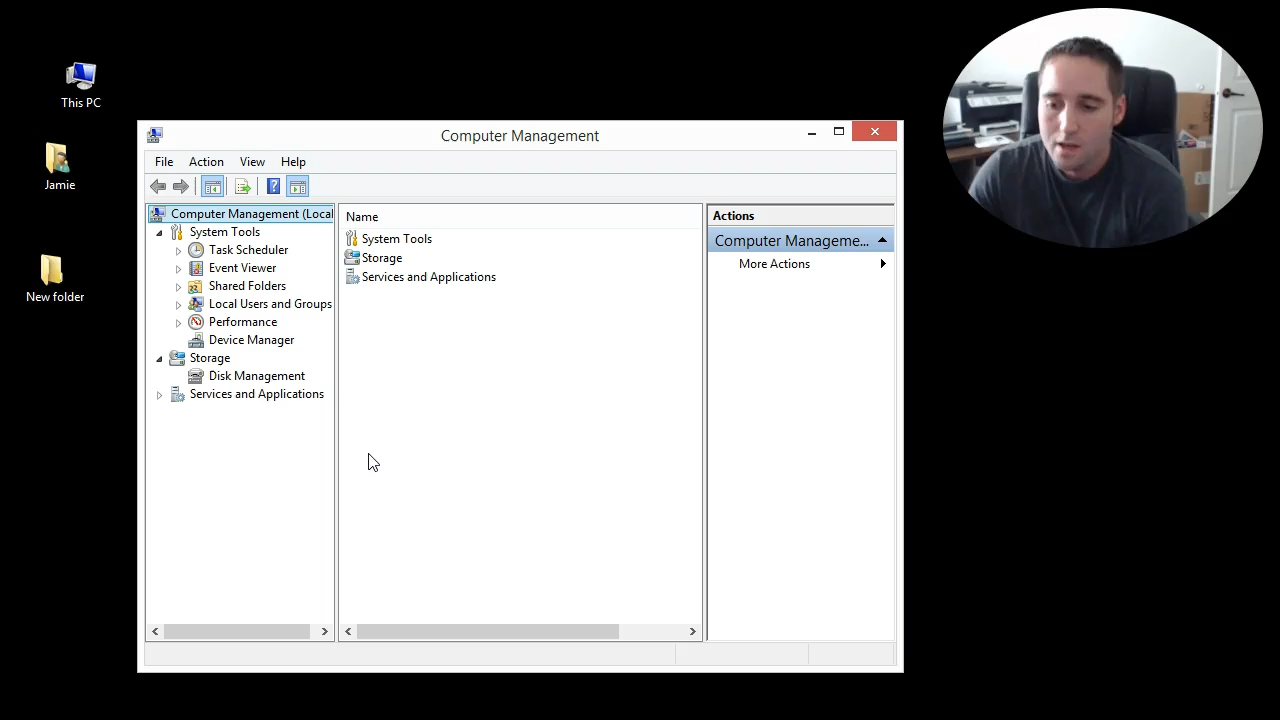 This PC
Jamie
New folder
Computer Management
File Action View Help
Computer Management (Local
System Tools
Task Scheduler
Event Viewer
Shared Folders
Local Users and Groups
Performance
Device Manager
Storage
Disk Management
Services and Applications
Name
System Tools
Storage
Services and Applications
Actions
Computer Manageme...
More Actions